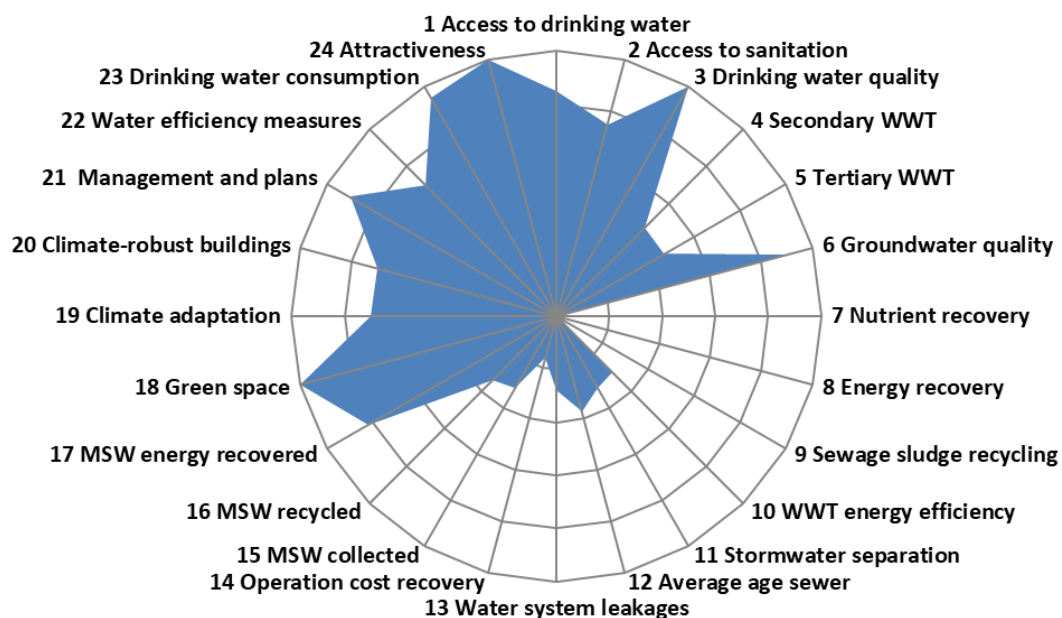 1 Access to drinking water
2 Access to sanitation
3 Drinking water quality
4 Secondary WWT
5 Tertiary WWT
6 Groundwater quality
7 Nutrient recovery
8 Energy recovery
9 Sewage sludge recycling
10 WWT energy efficiency
11 Stormwater separation
12 Average age sewer
13 Water system leakages
14 Operation cost recovery
15 MSW collected
16 MSW recycled
17 MSW energy recovered
18 Green space
19 Climate adaptation
20 Climate-robust buildings
21  Management and plans
22 Water efficiency measures
23 Drinking water consumption
24 Attractiveness